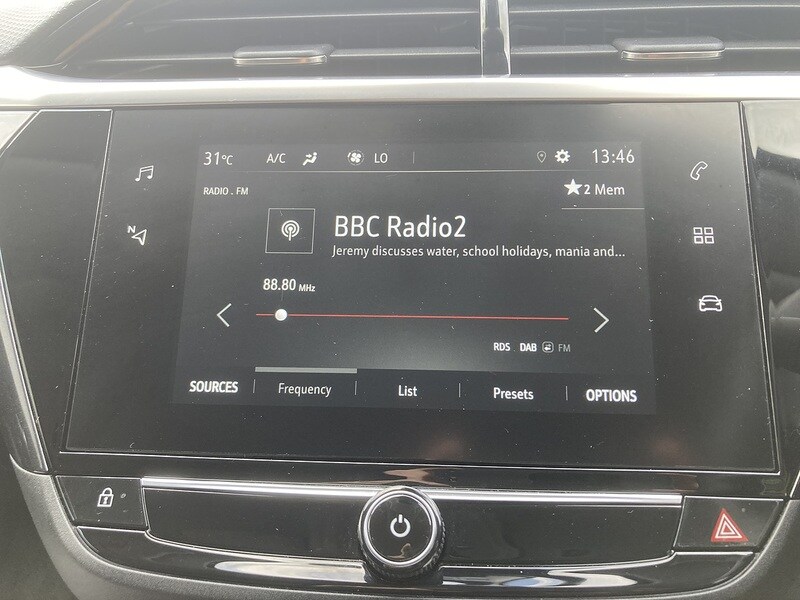 31°C A/C LO 13:46
RADIO . FM
2 Mem
BBC Radio2
Jeremy discusses water, school holidays, mania and...
N
88.80 MHz
RDS DAB FM
SOURCES Frequency List Presets OPTIONS